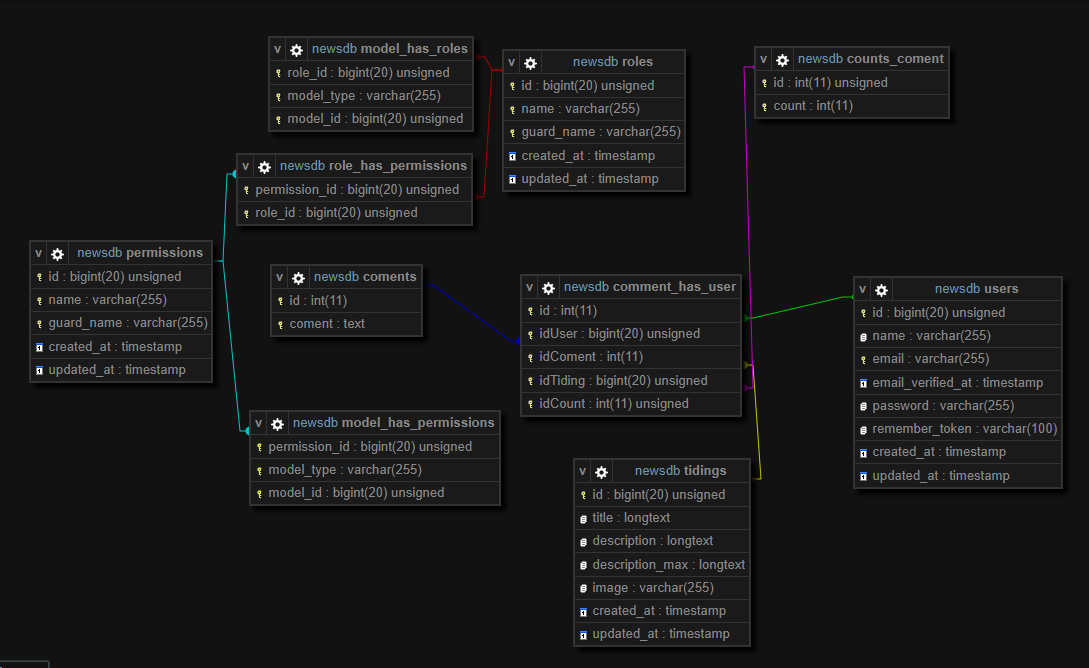 v newsdb model_has_roles
role_id : bigint(20) unsigned
model_type : varchar(255)
model_id : bigint(20) unsigned
v newsdb roles
id : bigint(20) unsigned
name : varchar(255)
guard_name : varchar(255)
created_at : timestamp
updated_at : timestamp
v newsdb counts_coment
id : int(11) unsigned
count : int(11)
v newsdb role_has_permissions
permission_id : bigint(20) unsigned
role_id : bigint(20) unsigned
v newsdb permissions
id : bigint(20) unsigned
name : varchar(255)
guard_name : varchar(255)
created_at : timestamp
updated_at : timestamp
v newsdb coments
id : int(11)
coment : text
v newsdb comment_has_user
id : int(11)
idUser : bigint(20) unsigned
idComent : int(11)
idTiding : bigint(20) unsigned
idCount : int(11) unsigned
v newsdb users
id : bigint(20) unsigned
name : varchar(255)
email : varchar(255)
email_verified_at : timestamp
password : varchar(255)
remember_token : varchar(100)
created_at : timestamp
updated_at : timestamp
v newsdb model_has_permissions
permission_id : bigint(20) unsigned
model_type : varchar(255)
model_id : bigint(20) unsigned
v newsdb tidings
id : bigint(20) unsigned
title : longtext
description : longtext
description_max : longtext
image : varchar(255)
created_at : timestamp
updated_at : timestamp